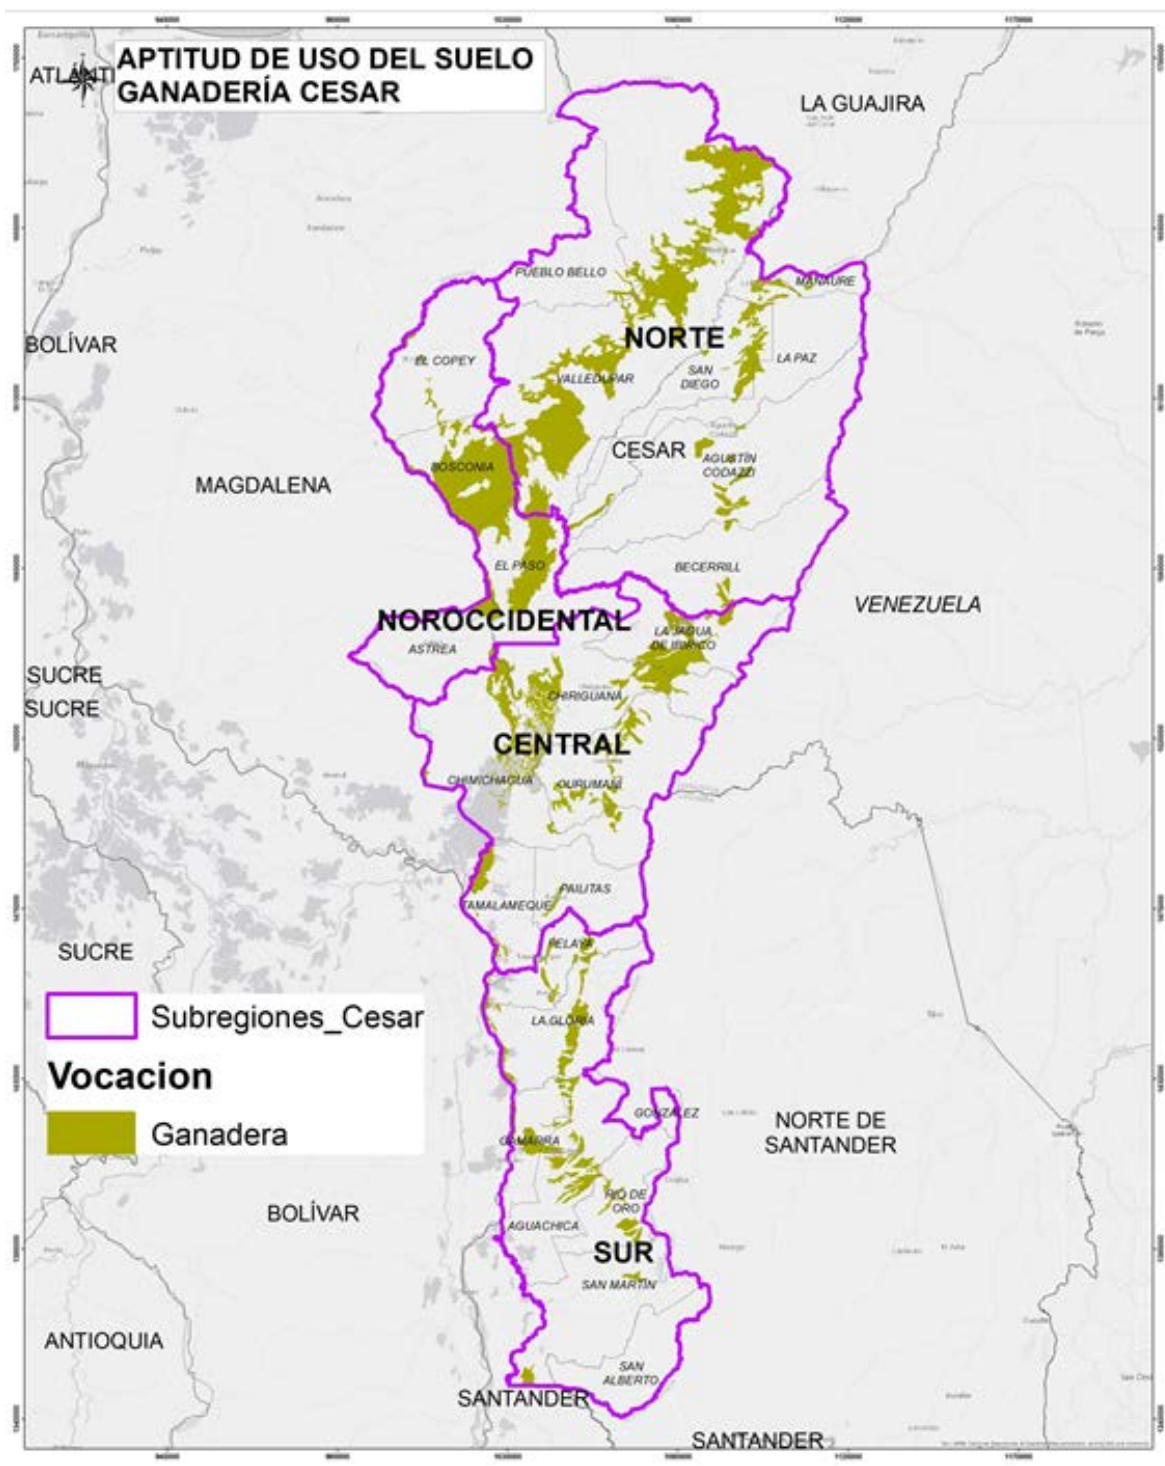 APTITUD DE USO DEL SUELO
GANADERÍA CESAR
ATLÁNTI
LA GUAJIRA
PUEBLO BELLO
MANAURE
BOLÍVAR
NORTE
EL COPEY
LA PAZ
VALLEDUPAR
SAN
DIEGO
CESAR
BOSCONIA
AGUSTÍN
CODAZZI
MAGDALENA
EL PASO
BECERRILL
VENEZUELA
NOROCCIDENTAL
ASTREA
LA JAGUA
DE IBIRICO
SUCRE
SUCRE
CHIRIGUANA
CENTRAL
CHIMICHAGUA
CURUMANI
PAILITAS
TAMALAMEQUE
SUCRE
PELAYA
Subregiones_Cesar
LA GLORIA
Vocacion
Ganadera
GONZÁLEZ
NORTE DE
SANTANDER
GAMARRA
RIO DE
ORO
BOLÍVAR
AGUACHICA
SUR
SAN MARTÍN
ANTIOQUIA
SAN
ALBERTO
SANTANDER
SANTANDER